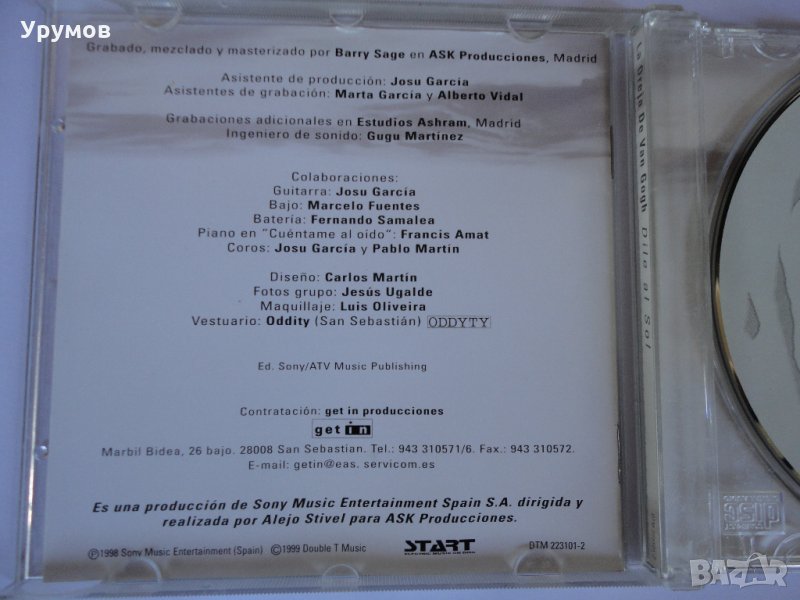 Урумов
Grabado, mezclado y masterizado por Barry Sage en ASK Producciones, Madrid
Asistente de producción: Josu García
Asistentes de grabación: Marta García y Alberto Vidal
Grabaciones adicionales en Estudios Ashram, Madrid
Ingeniero de sonido: Gugu Martínez
Colaboraciones:
Guitarra: Josu García
Bajo: Marcelo Fuentes
Batería: Fernando Samalea
Piano en "Cuéntame al oído": Francis Amat
Coros: Josu García y Pablo Martín
Diseño: Carlos Martín
Fotos grupo: Jesús Ugalde
Maquillaje: Luis Oliveira
Vestuario: Oddity (San Sebastián) ODDYTY
Ed. Sony/ATV Music Publishing
Contratación: get in producciones
get in
Marbil Bidea, 26 bajo. 28008 San Sebastian. Tel.: 943 310571/6. Fax.: 943 310572.
E-mail: getin@eas. servicom.es
Es una producción de Sony Music Entertainment Spain S.A. dirigida y
realizada por Alejo Stivel para ASK Producciones.
℗1998 Sony Music Entertainment (Spain) ©1999 Double T Music
START
DTM 223101-2
La Oreja De Van Gogh Dile al Sol
disc
BAZAR